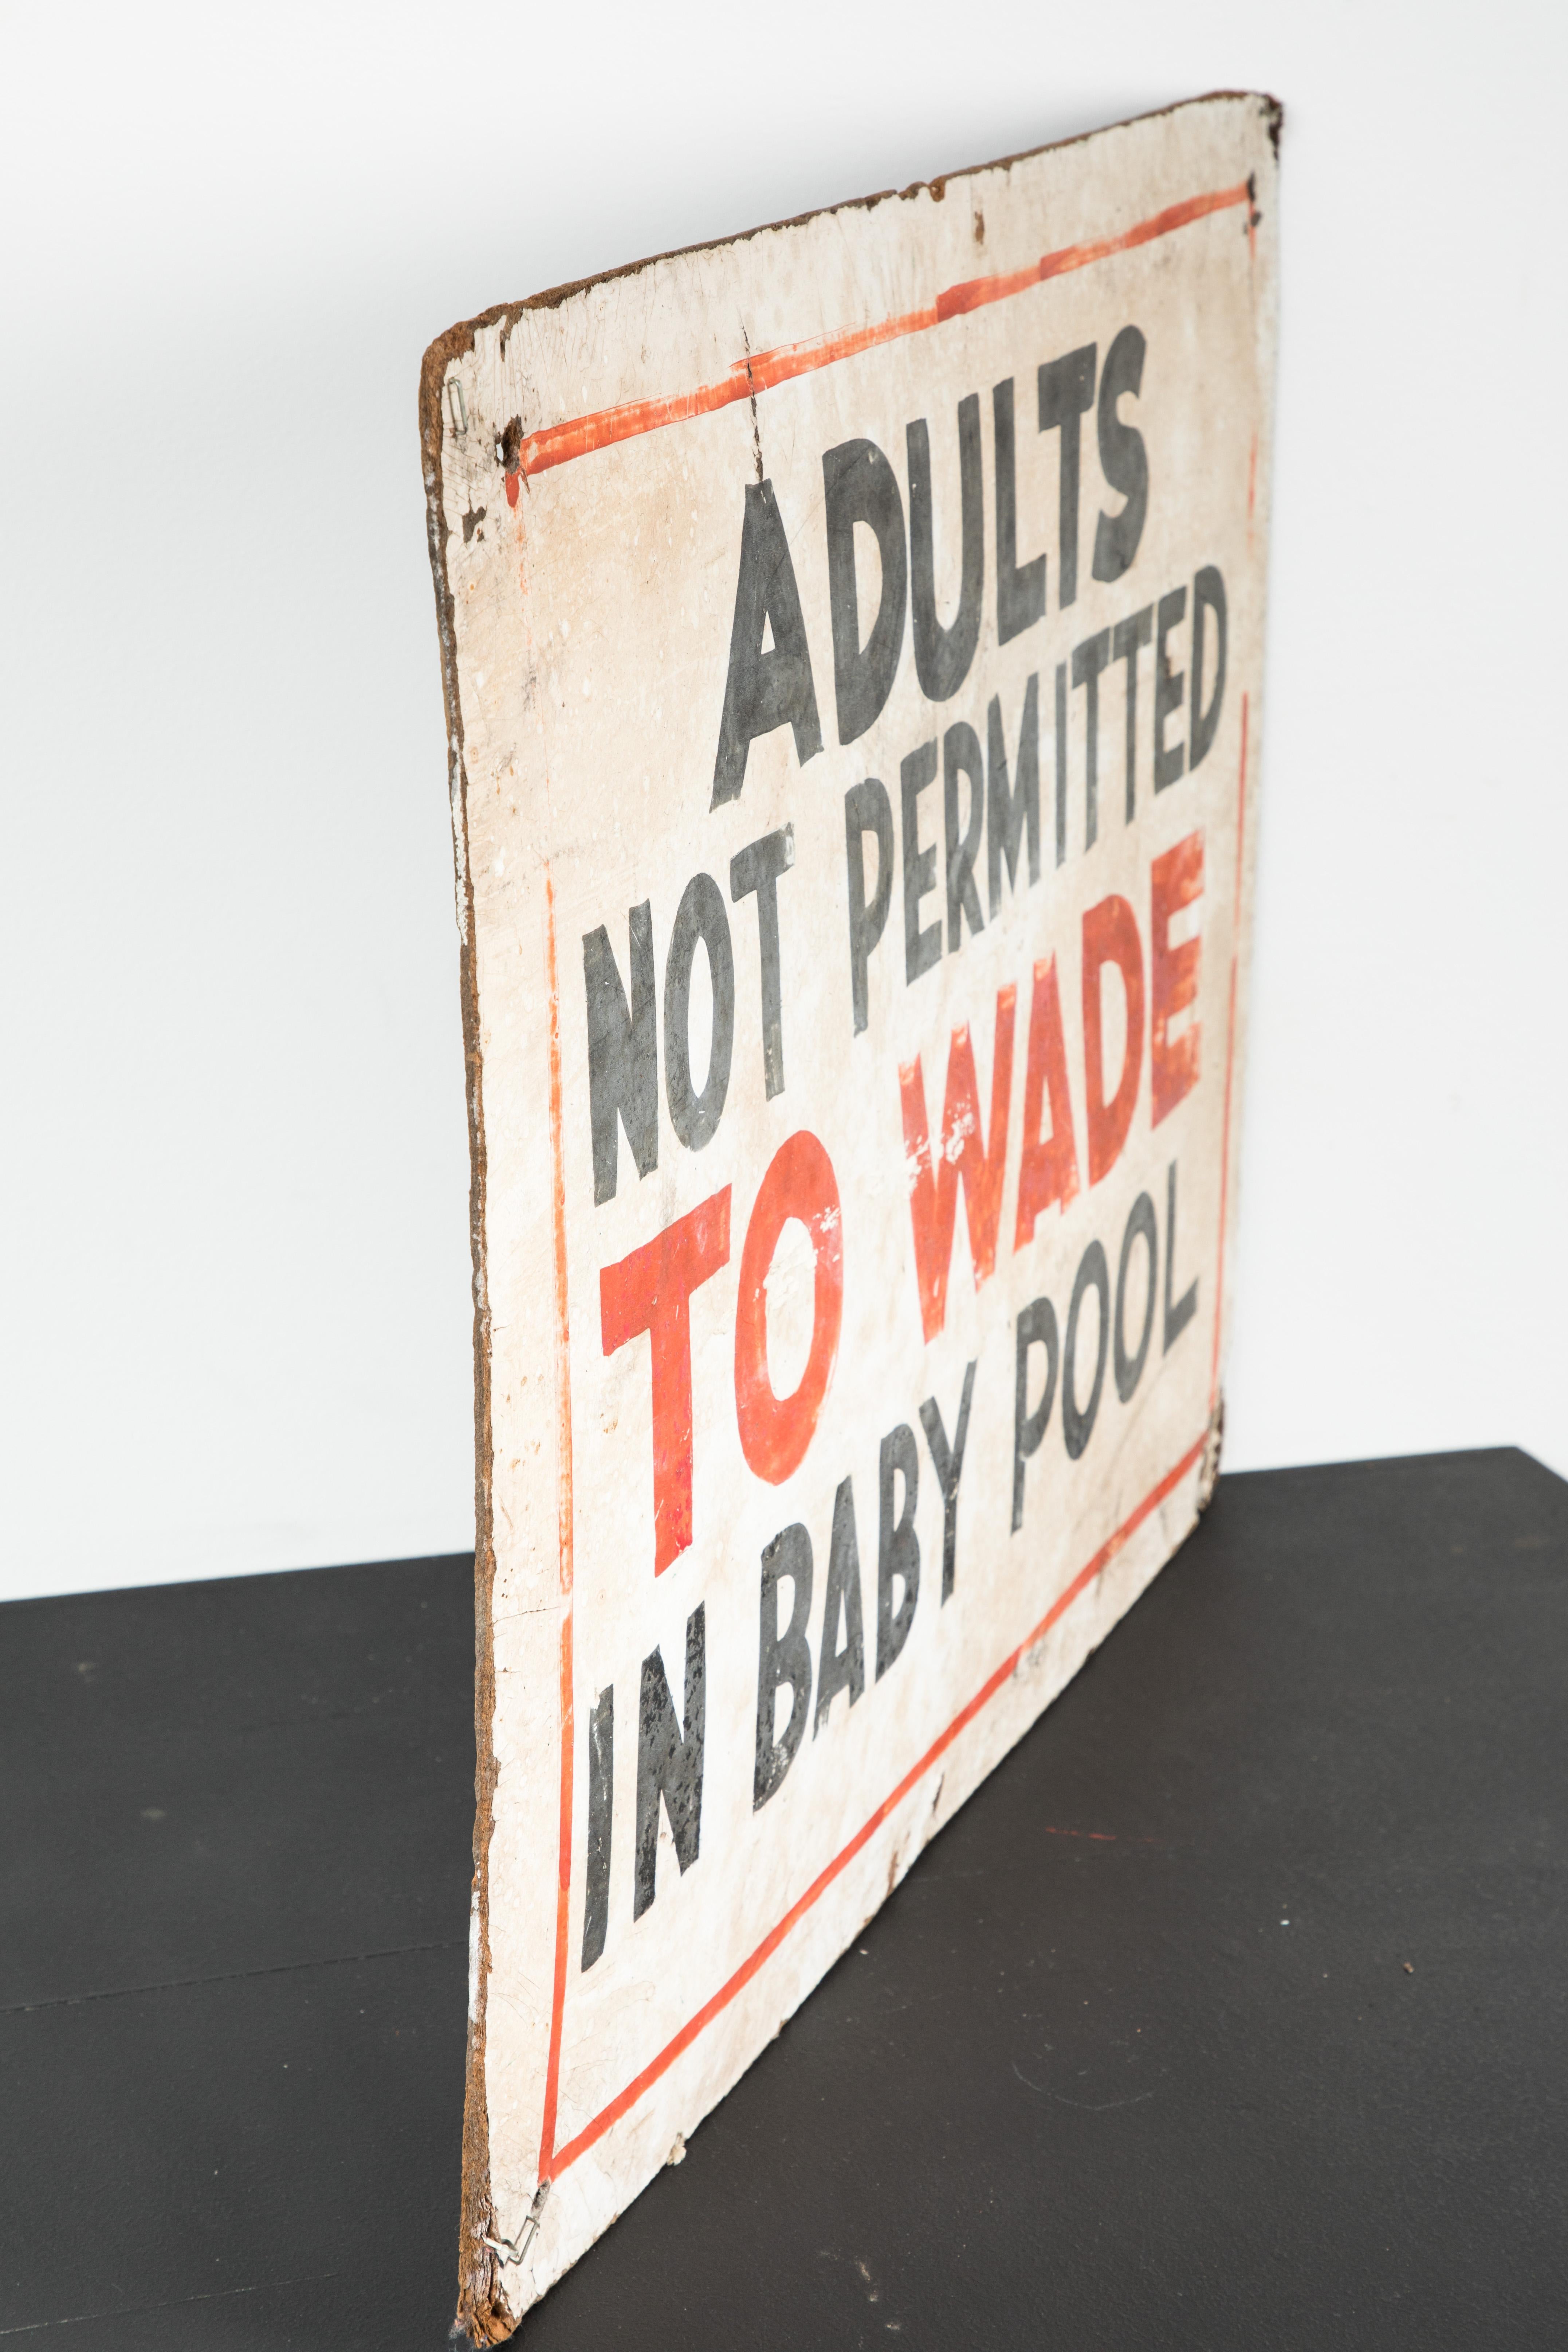 ADULTS
NOT PERMITTED
TO WADE
IN BABY POOL